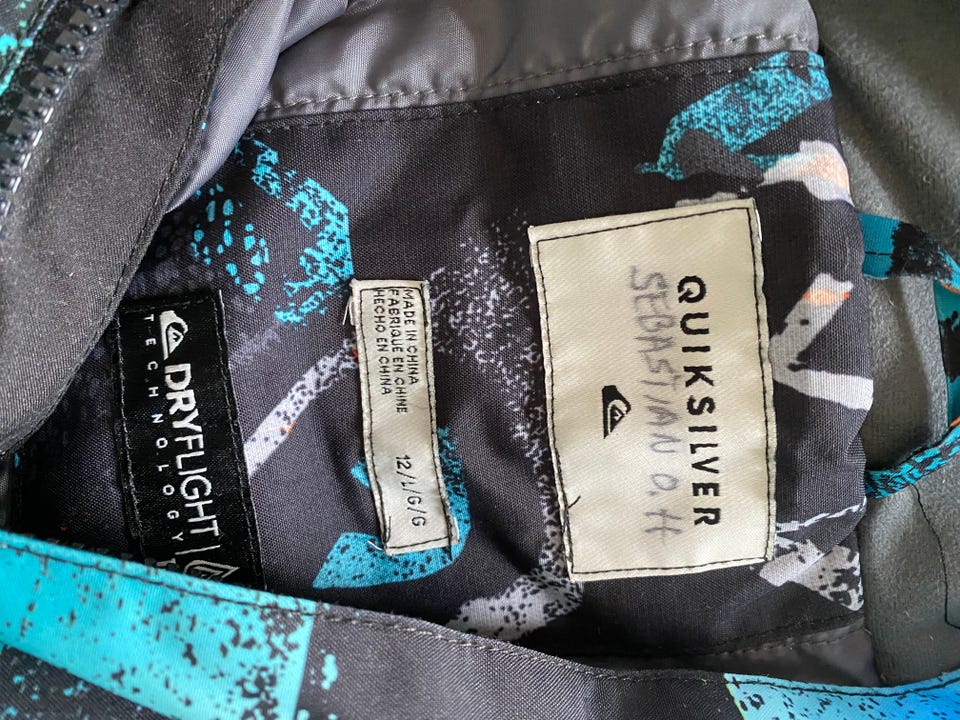 QUIKSILVER
SEBASTIAN O. H
MADE IN CHINA
FABRIQUE EN CHINE
HECHO EN CHINA
12/L/G/G
DRYFLIGHT
TECHNOLOGY